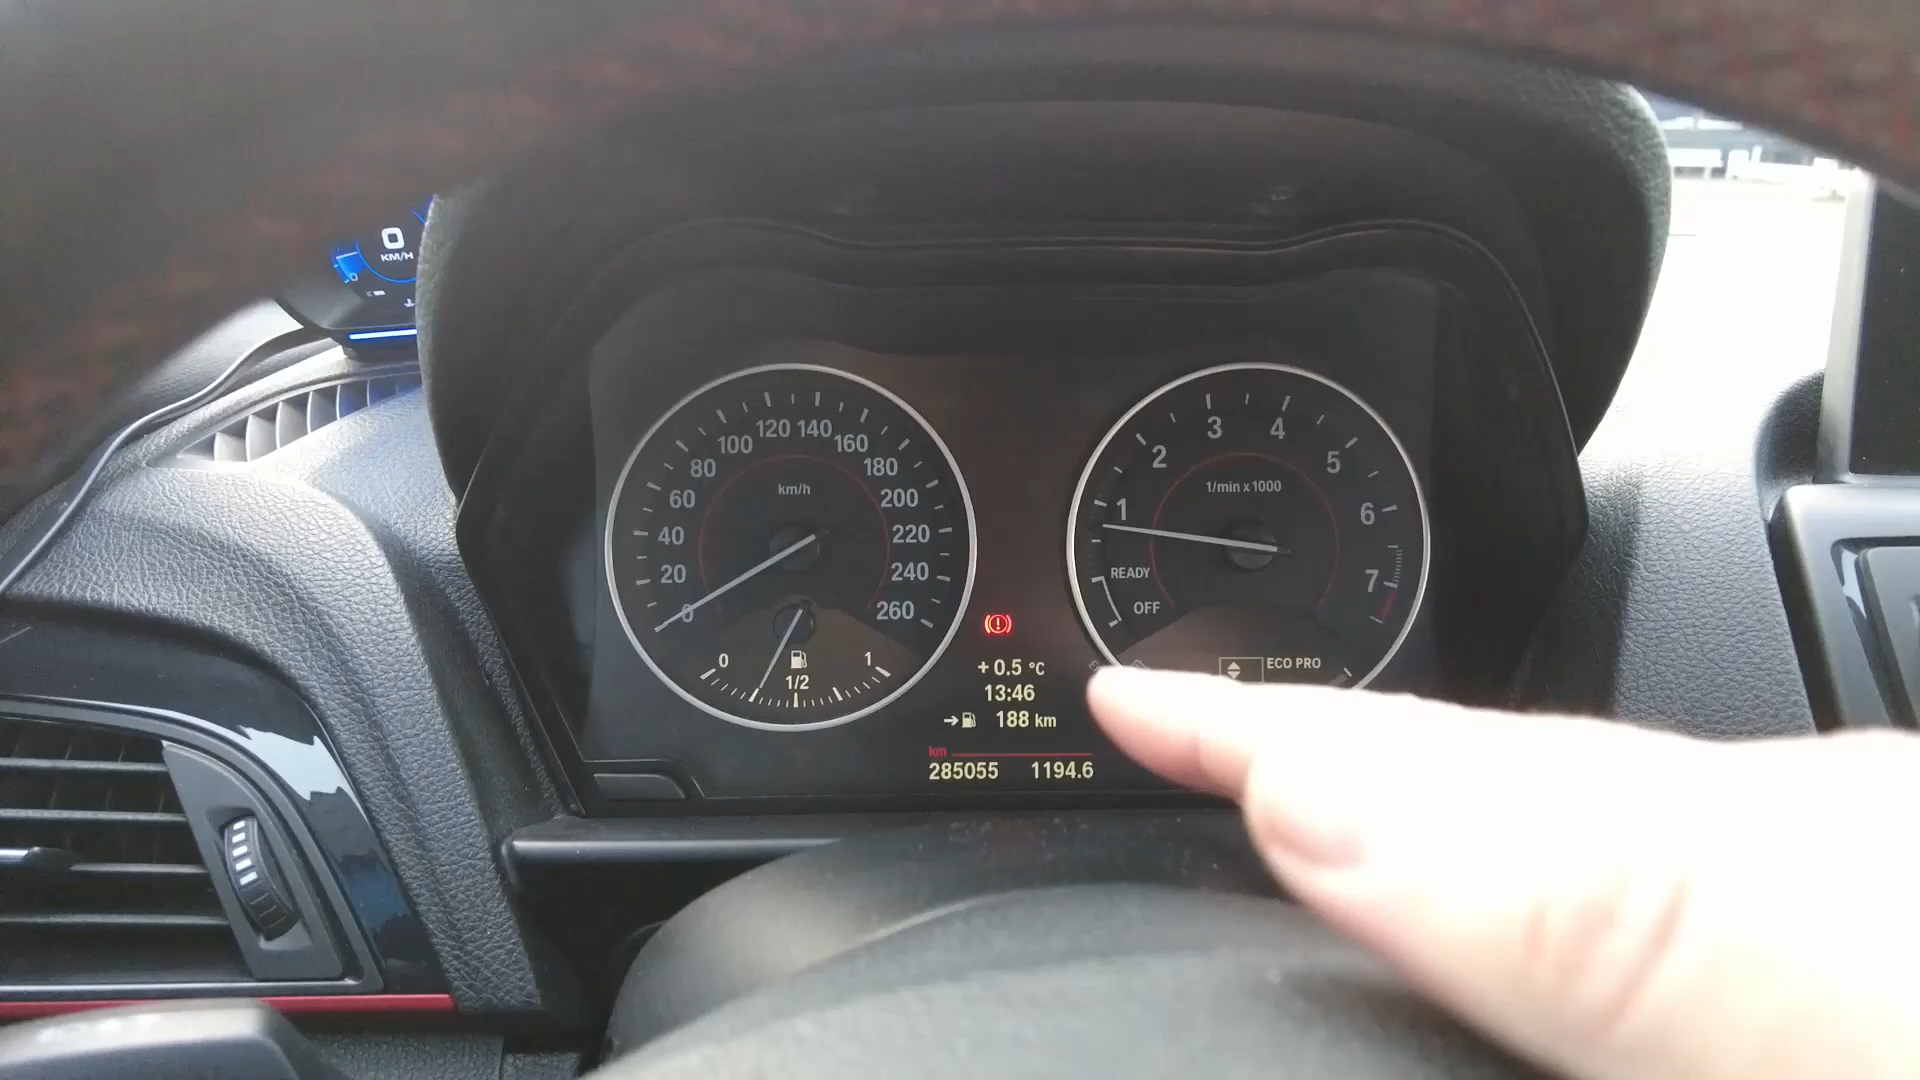 0
KM/H
0 20 40 60 80 100 120 140 160 180 200 220 240 260
km/h
0 1/2 1
1 2 3 4 5 6 7
1/min x 1000
READY
OFF
ECO PRO
+ 0.5 °C
13:46
188 km
km
285055 1194.6